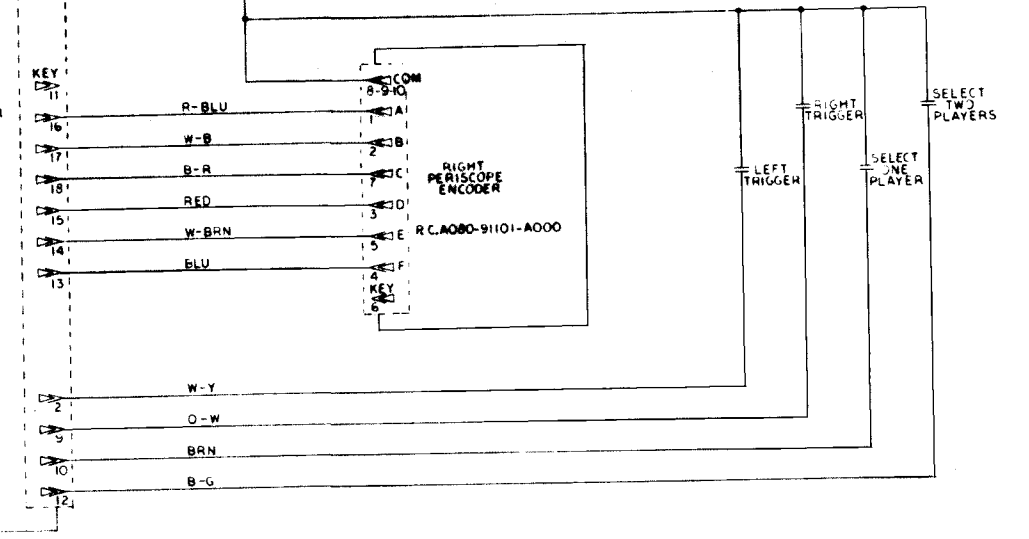 KEY
11
16
17
18
15
14
13
2
9
10
12
R-BLU
W-B
B-R
RED
W-BRN
BLU
W-Y
O-W
BRN
B-G
COM
8-9-10
A
1
B
2
C
7
D
3
E
5
F
4
KEY
6
RIGHT
PERISCOPE
ENCODER
R.C.A080-91101-A000
LEFT
TRIGGER
RIGHT
TRIGGER
SELECT
ONE
PLAYER
SELECT
TWO
PLAYERS